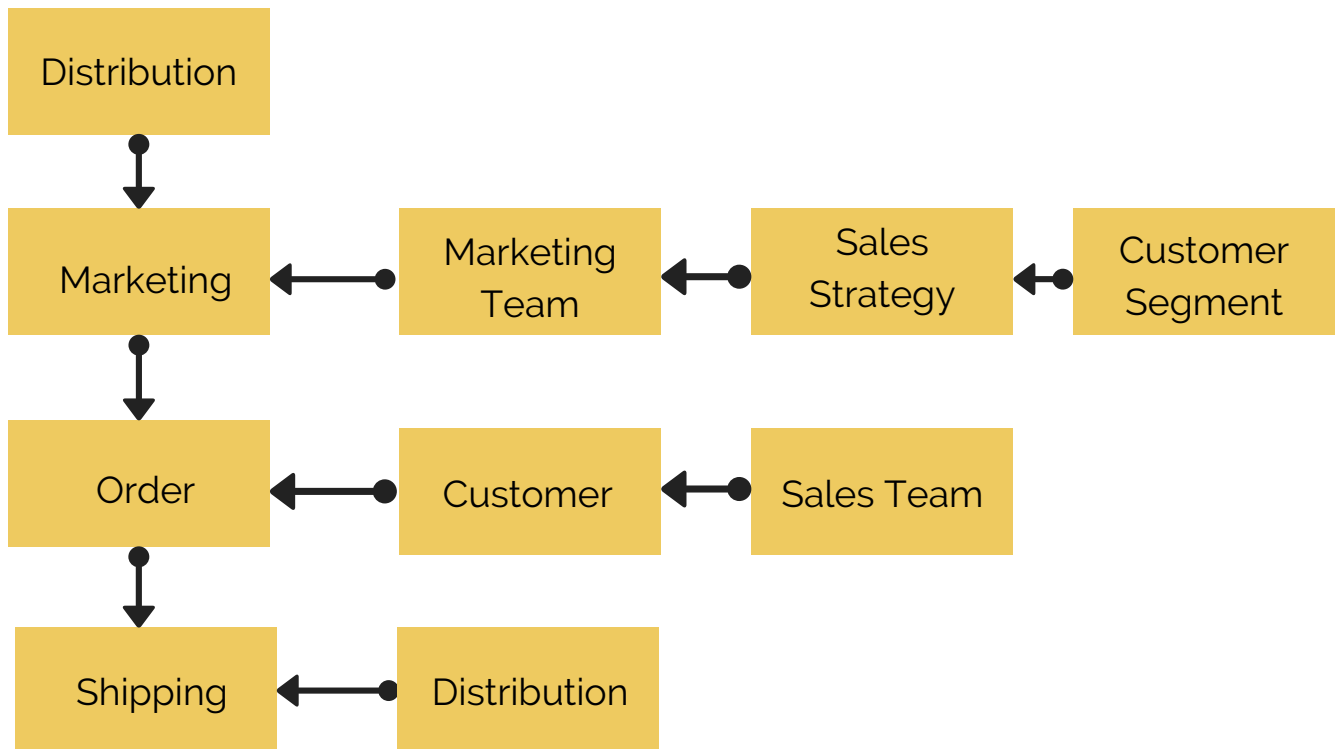 Distribution
Marketing
Marketing
Team
Sales
Strategy
Customer
Segment
Order
Customer
Sales Team
Shipping
Distribution